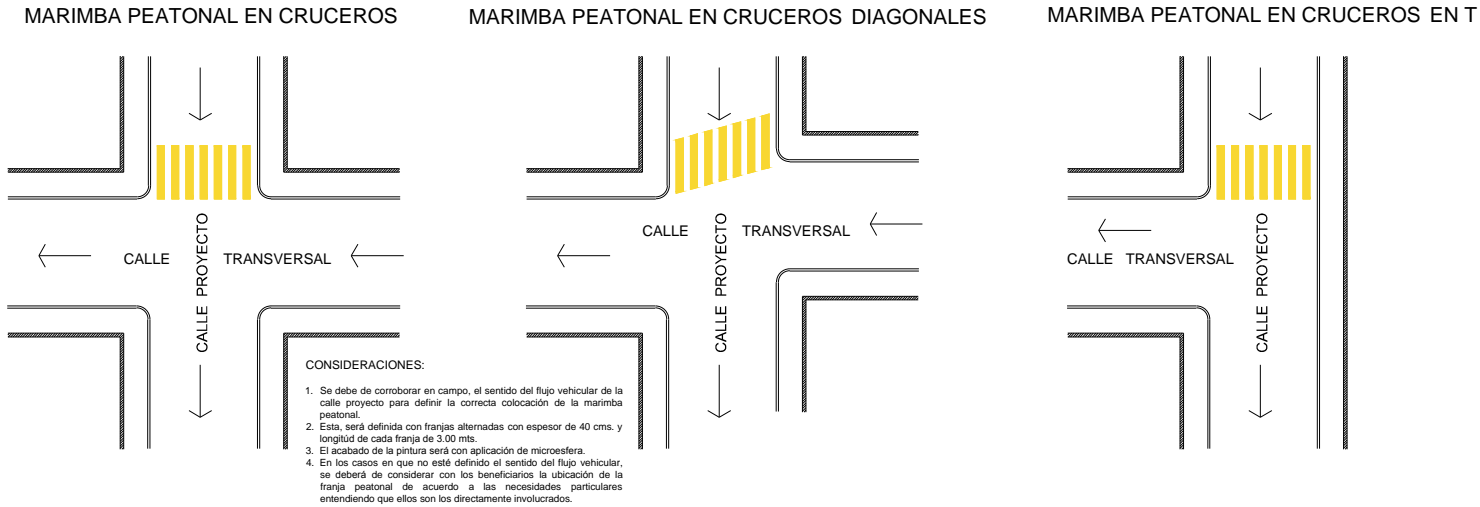 MARIMBA PEATONAL EN CRUCEROS
CALLE TRANSVERSAL
CALLE PROYECTO
CONSIDERACIONES:
1. Se debe de corroborar en campo, el sentido del flujo vehicular de la
calle proyecto para definir la correcta colocación de la marimba
peatonal.
2. Esta, será definida con franjas alternadas con espesor de 40 cms. y
longitúd de cada franja de 3.00 mts.
3. El acabado de la pintura será con aplicación de microesfera.
4. En los casos en que no esté definido el sentido del flujo vehicular,
se deberá de considerar con los beneficiarios la ubicación de la
franja peatonal de acuerdo a las necesidades particulares
entendiendo que ellos son los directamente involucrados.
MARIMBA PEATONAL EN CRUCEROS DIAGONALES
CALLE TRANSVERSAL
CALLE PROYECTO
MARIMBA PEATONAL EN CRUCEROS EN T
CALLE TRANSVERSAL
CALLE PROYECTO